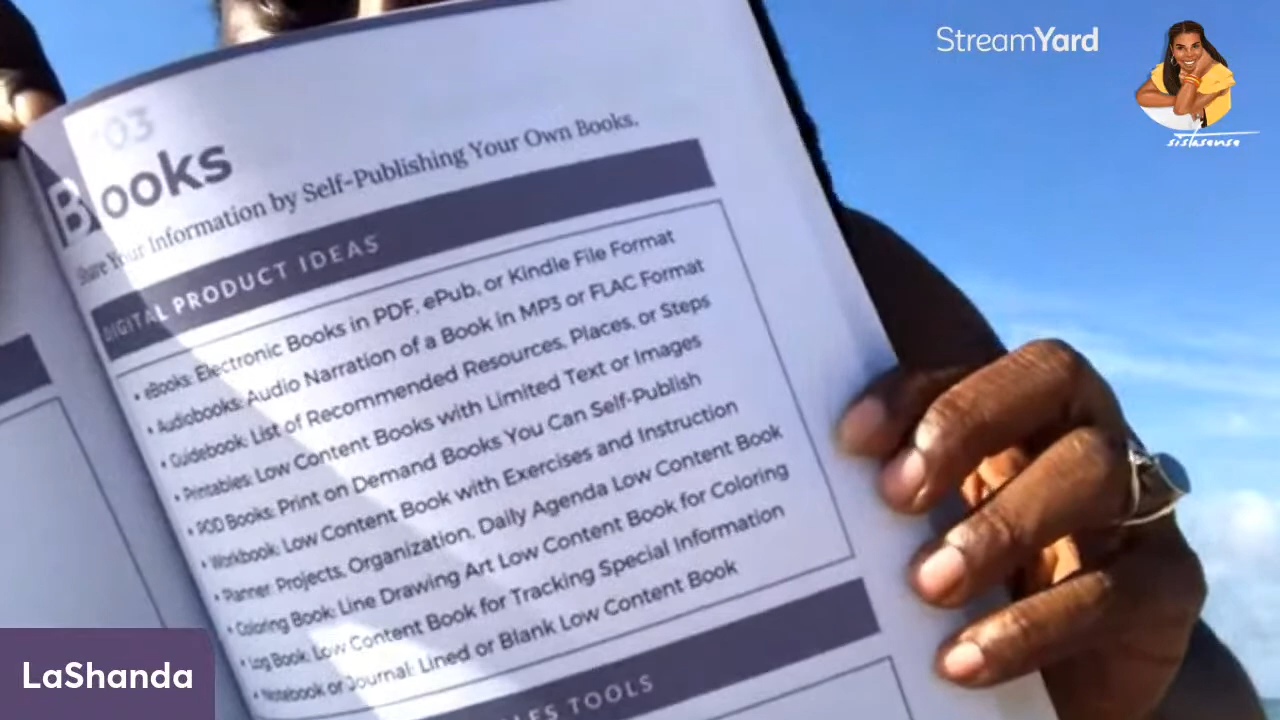 StreamYard
sistasense
03
Books
Share Your Information by Self-Publishing Your Own Books.
DIGITAL PRODUCT IDEAS
• eBooks: Electronic Books in PDF, ePub, or Kindle File Format
• Audiobooks: Audio Narration of a Book in MP3 or FLAC Format
• Guidebook: List of Recommended Resources, Places, or Steps
• Printables: Low Content Books with Limited Text or Images
• POD Books: Print on Demand Books You Can Self-Publish
• Workbook: Low Content Book with Exercises and Instruction
• Planner: Projects, Organization, Daily Agenda Low Content Book
• Coloring Book: Line Drawing Art Low Content Book for Coloring
• Log Book: Low Content Book for Tracking Special Information
• Notebook or Journal: Lined or Blank Low Content Book
TOOLS
LaShanda